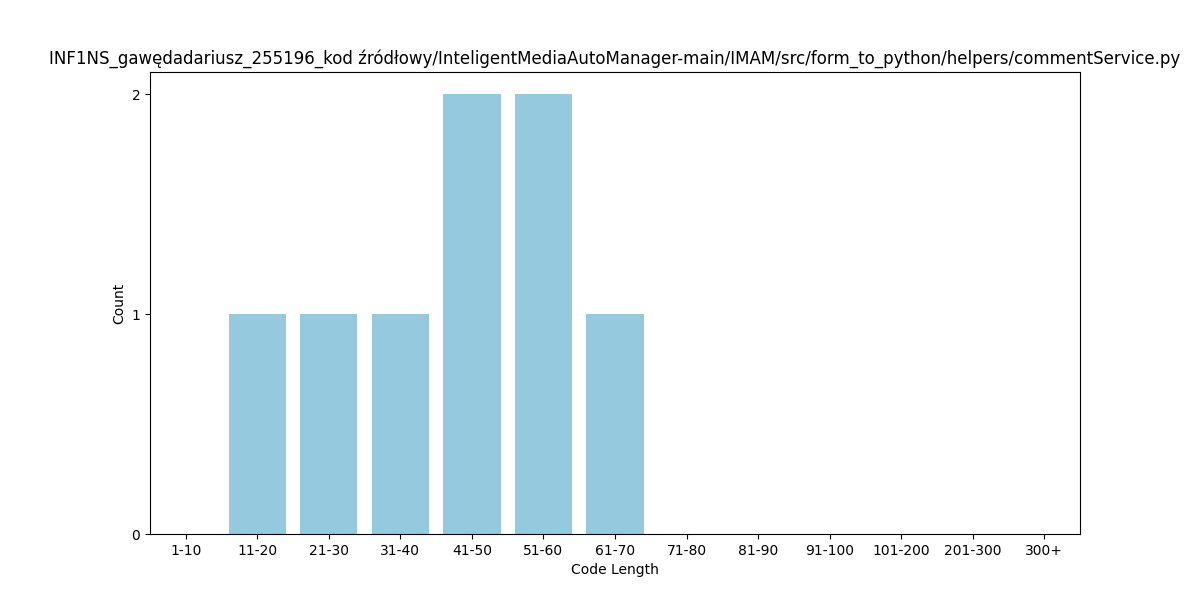 INF1NS_gawędadariusz_255196_kod źródłowy/InteligentMediaAutoManager-main/IMAM/src/form_to_python/helpers/commentService.py
2
1
0
Count
1-10 11-20 21-30 31-40 41-50 51-60 61-70 71-80 81-90 91-100 101-200 201-300 300+
Code Length